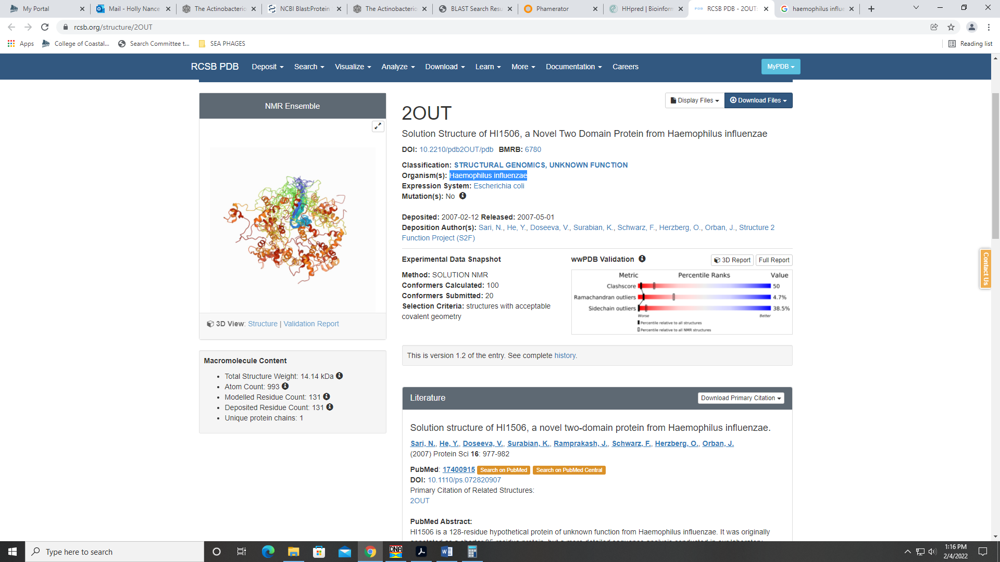 My Portal
Mail - Holly Nance
The Actinobacterio
NCBI Blast:Protein
The Actinobacterio
BLAST Search Resu
Phamerator
HHpred | Bioinform
RCSB PDB - 2OUT:
haemophilus influe
rcsb.org/structure/2OUT
Apps
College of Coastal...
Search Committee t...
SEA PHAGES
Reading list
RCSB PDB Deposit Search Visualize Analyze Download Learn More Documentation Careers MyPDB
NMR Ensemble
3D View: Structure | Validation Report
Macromolecule Content
• Total Structure Weight: 14.14 kDa
• Atom Count: 993
• Modelled Residue Count: 131
• Deposited Residue Count: 131
• Unique protein chains: 1
Display Files Download Files
2OUT
Solution Structure of HI1506, a Novel Two Domain Protein from Haemophilus influenzae
DOI: 10.2210/pdb2OUT/pdb BMRB: 6780
Classification: STRUCTURAL GENOMICS, UNKNOWN FUNCTION
Organism(s): Haemophilus influenzae
Expression System: Escherichia coli
Mutation(s): No
Deposited: 2007-02-12 Released: 2007-05-01
Deposition Author(s): Sari, N., He, Y., Doseeva, V., Surabian, K., Schwarz, F., Herzberg, O., Orban, J., Structure 2
Function Project (S2F)
Experimental Data Snapshot
Method: SOLUTION NMR
Conformers Calculated: 100
Conformers Submitted: 20
Selection Criteria: structures with acceptable
covalent geometry
wwPDB Validation 3D Report Full Report
Metric Percentile Ranks Value
Clashscore 50
Ramachandran outliers 4.7%
Sidechain outliers 38.5%
Worse Better
Percentile relative to all structures
Percentile relative to all NMR structures
This is version 1.2 of the entry. See complete history.
Literature
Download Primary Citation
Solution structure of HI1506, a novel two-domain protein from Haemophilus influenzae.
Sari, N., He, Y., Doseeva, V., Surabian, K., Ramprakash, J., Schwarz, F., Herzberg, O., Orban, J.
(2007) Protein Sci 16: 977-982
PubMed: 17400915 Search on PubMed Search on PubMed Central
DOI: 10.1110/ps.072820907
Primary Citation of Related Structures:
2OUT
PubMed Abstract:
HI1506 is a 128-residue hypothetical protein of unknown function from Haemophilus influenzae. It was originally
Contact Us
Type here to search
DNA
1:16 PM
2/4/2022